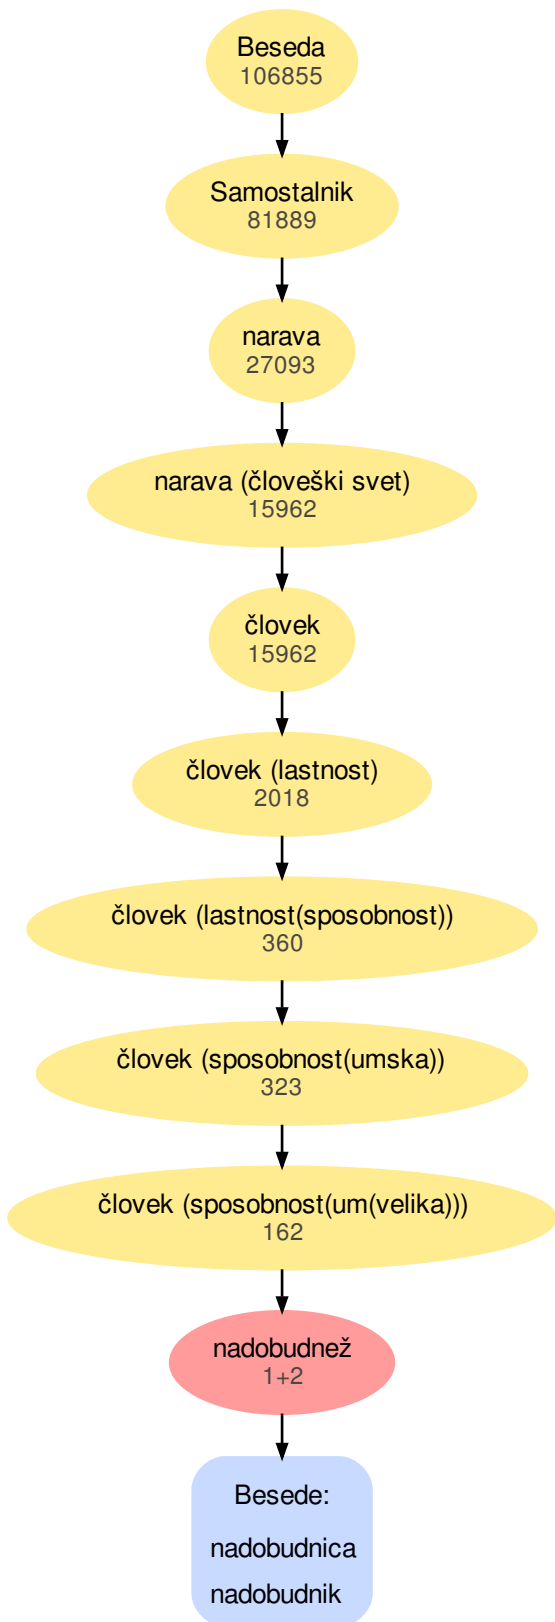 Beseda
106855
Samostalnik
81889
narava
27093
narava (človeški svet)
15962
človek
15962
človek (lastnost)
2018
človek (lastnost(sposobnost))
360
človek (sposobnost(umska))
323
človek (sposobnost(um(velika)))
162
nadobudnež
1+2
Besede:
nadobudnica
nadobudnik